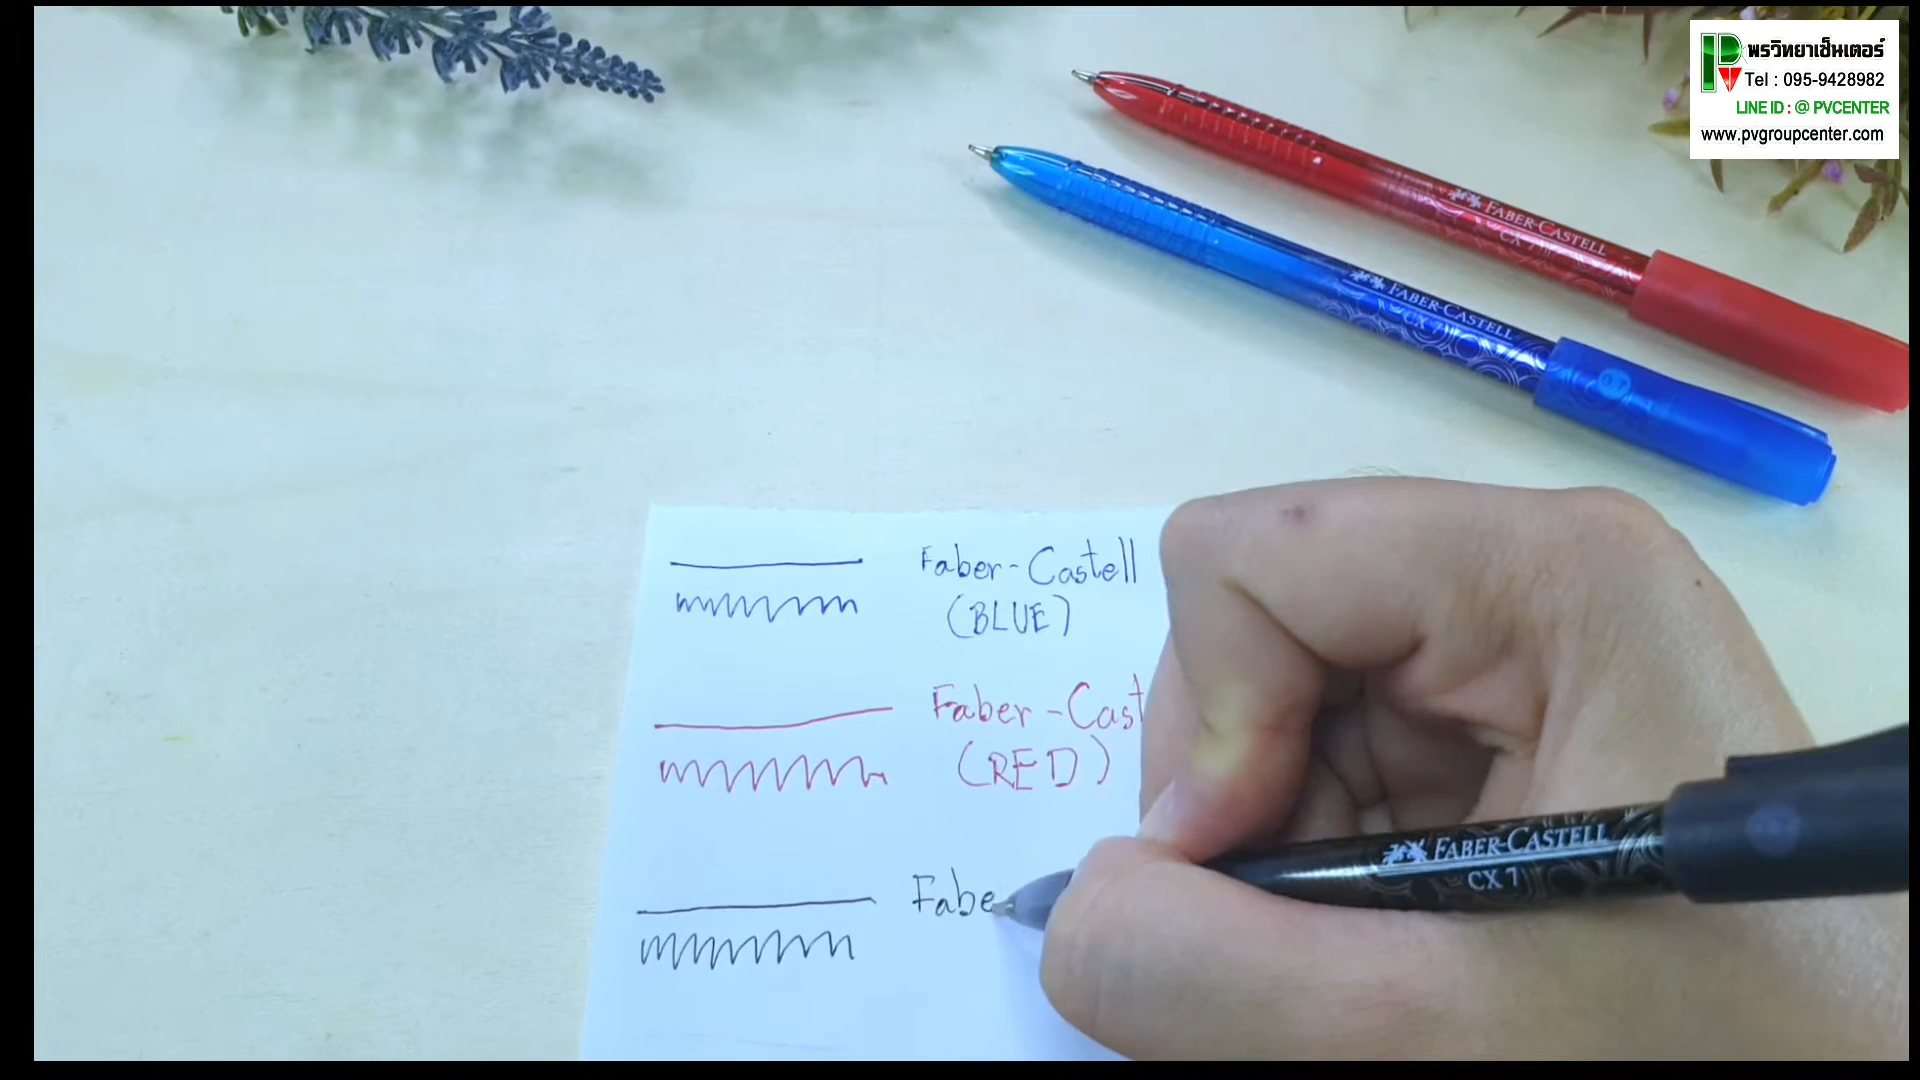 พรวิทยาเซ็นเตอร์
Tel : 095-9428982
LINE ID : @ PVCENTER
www.pvgroupcenter.com
FABER-CASTELL
CX 7
FABER-CASTELL
CX 7
0.7
Faber-Castell
(BLUE)
Faber-Cast
(RED)
Fabe
FABER-CASTELL
CX 7